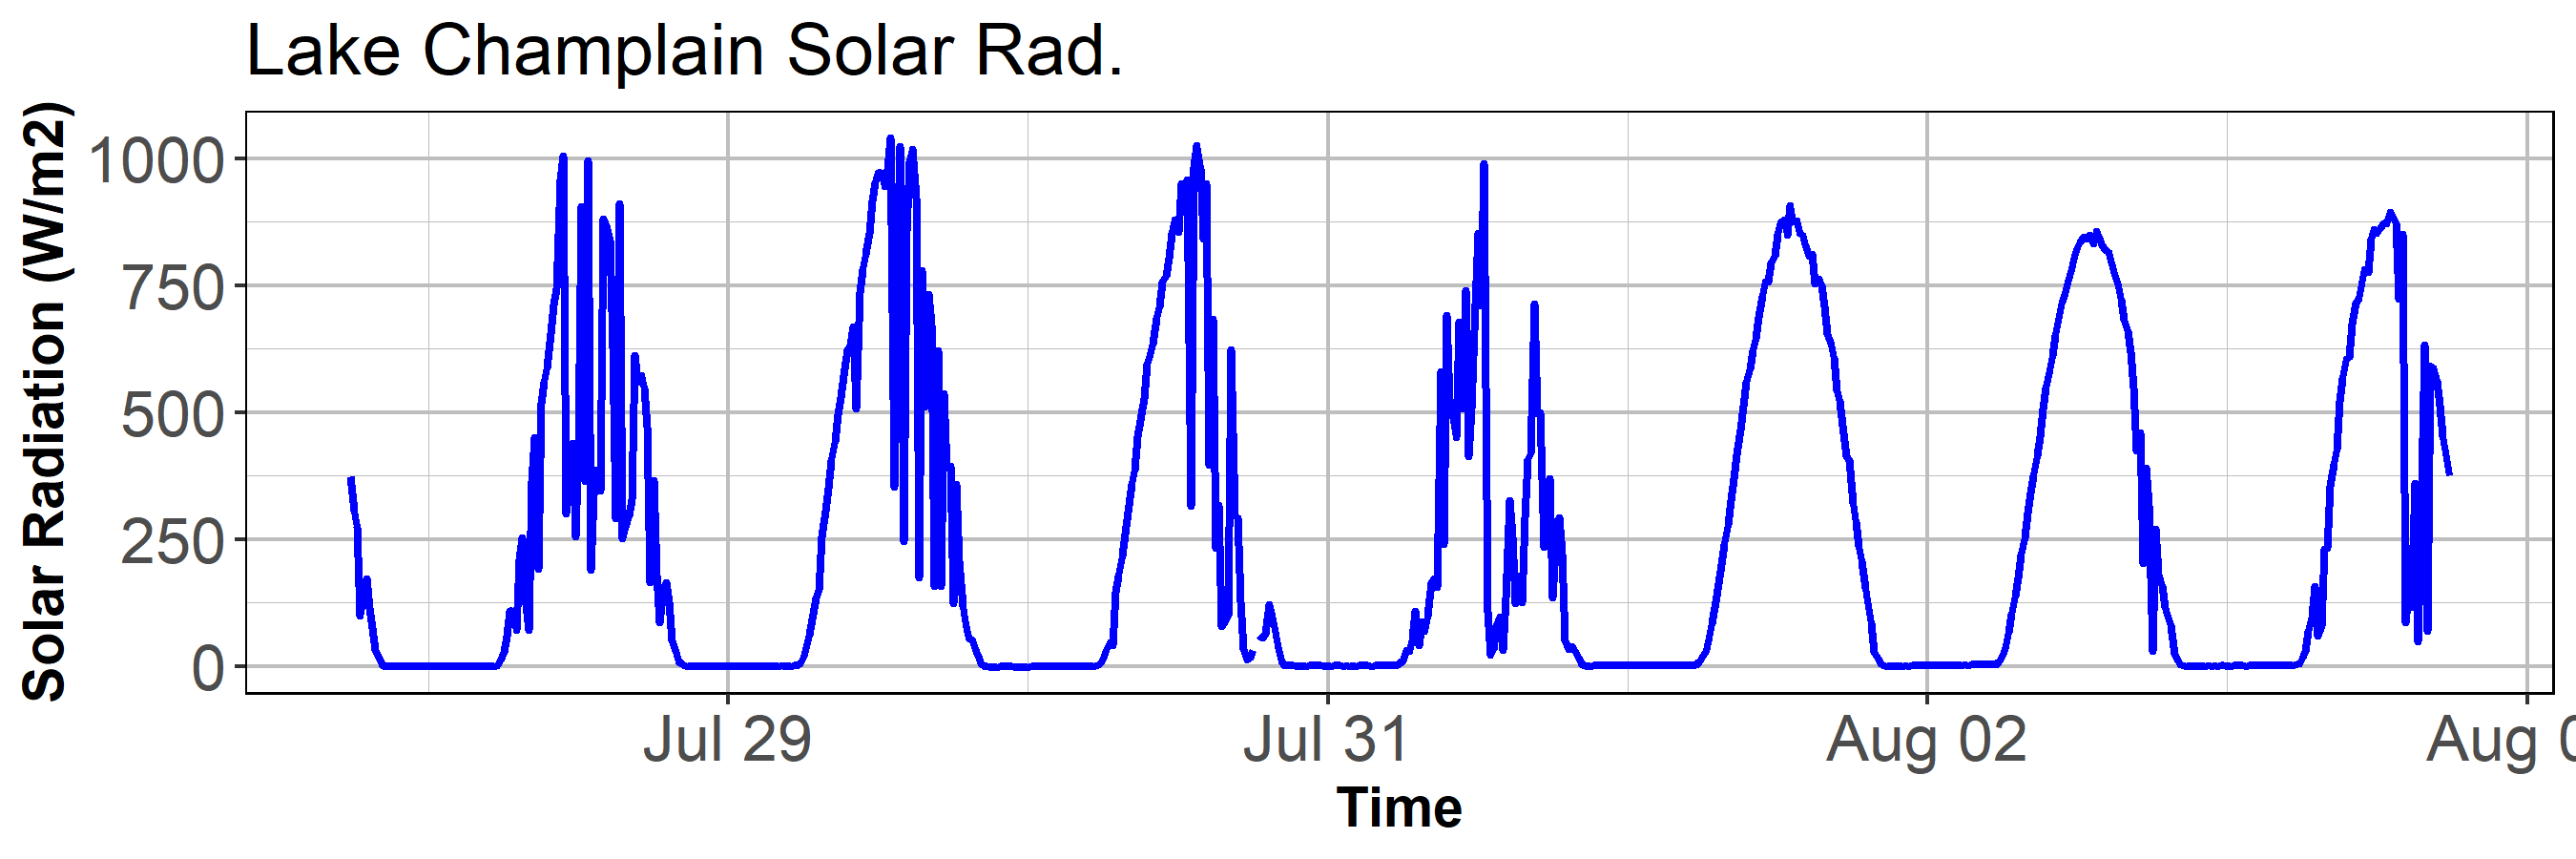 Lake Champlain Solar Rad.
Solar Radiation (W/m2)
1000
750
500
250
0
Jul 29
Jul 31
Aug 02
Aug
Time